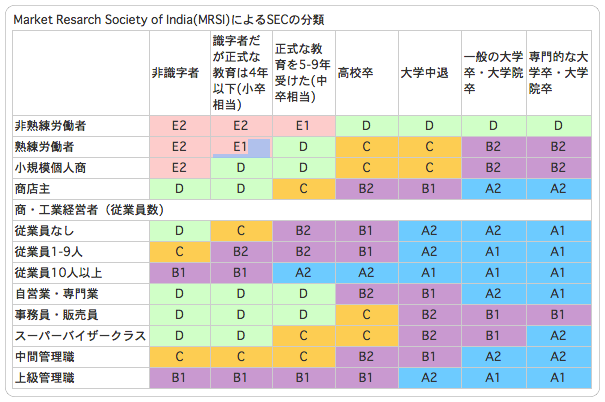 Market Resarch Society of India(MRSI)によるSECの分類
非識字者 識字者だが正式な教育は4年以下(小卒相当) 正式な教育を5-9年受けた(中卒相当) 高校卒 大学中退 一般の大学卒・大学院卒 専門的な大学卒・大学院卒
非熟練労働者 E2 E2 E1 D D D D
熟練労働者 E2 E1 D C C B2 B2
小規模個人商 E2 D D C C B2 B2
商店主 D D C B2 B1 A2 A2
商・工業経営者（従業員数）
従業員なし D C B2 B1 A2 A2 A1
従業員1-9人 C B2 B2 B1 A2 A1 A1
従業員10人以上 B1 B1 A2 A2 A1 A1 A1
自営業・専門業 D D D B2 B1 A2 A1
事務員・販売員 D D D C B2 B1 B1
スーパーバイザークラス D D C C B2 B1 A2
中間管理職 C C C B2 B1 A2 A2
上級管理職 B1 B1 B1 B1 A2 A1 A1